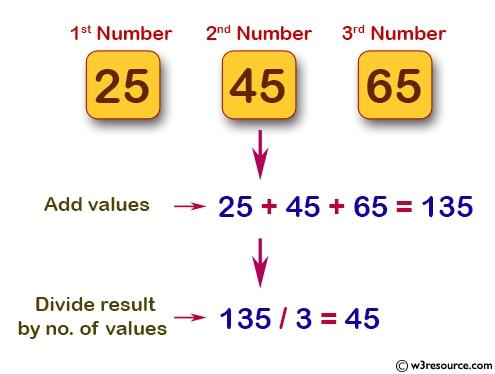 1st Number 2nd Number 3rd Number
25 45 65
Add values 25 + 45 + 65 = 135
Divide result
by no. of values 135 / 3 = 45
© w3resource.com